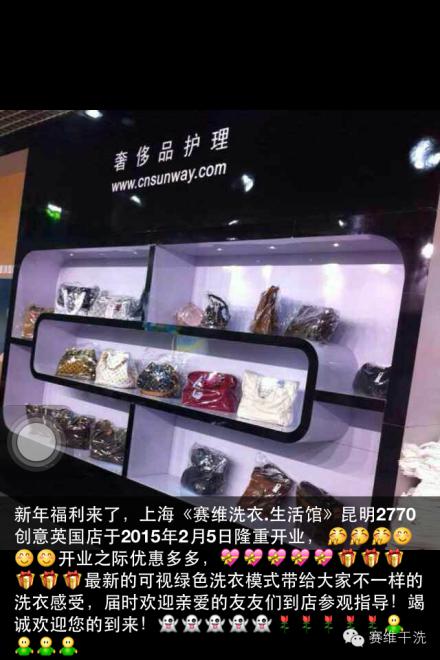 奢侈品护理
www.cnsunway.com
新年福利来了，上海《赛维洗衣.生活馆》昆明2770
创意英国店于2015年2月5日隆重开业，🎊🎊🎊😊
😊😊开业之际优惠多多，💝💝💝💝💝🎁🎁🎁
🎁🎁🎁最新的可视绿色洗衣模式带给大家不一样的
洗衣感受，届时欢迎亲爱的友友们到店参观指导！竭
诚欢迎您的到来！👻👻👻👻👻🌹🌹🌹🌹🌹
赛维干洗